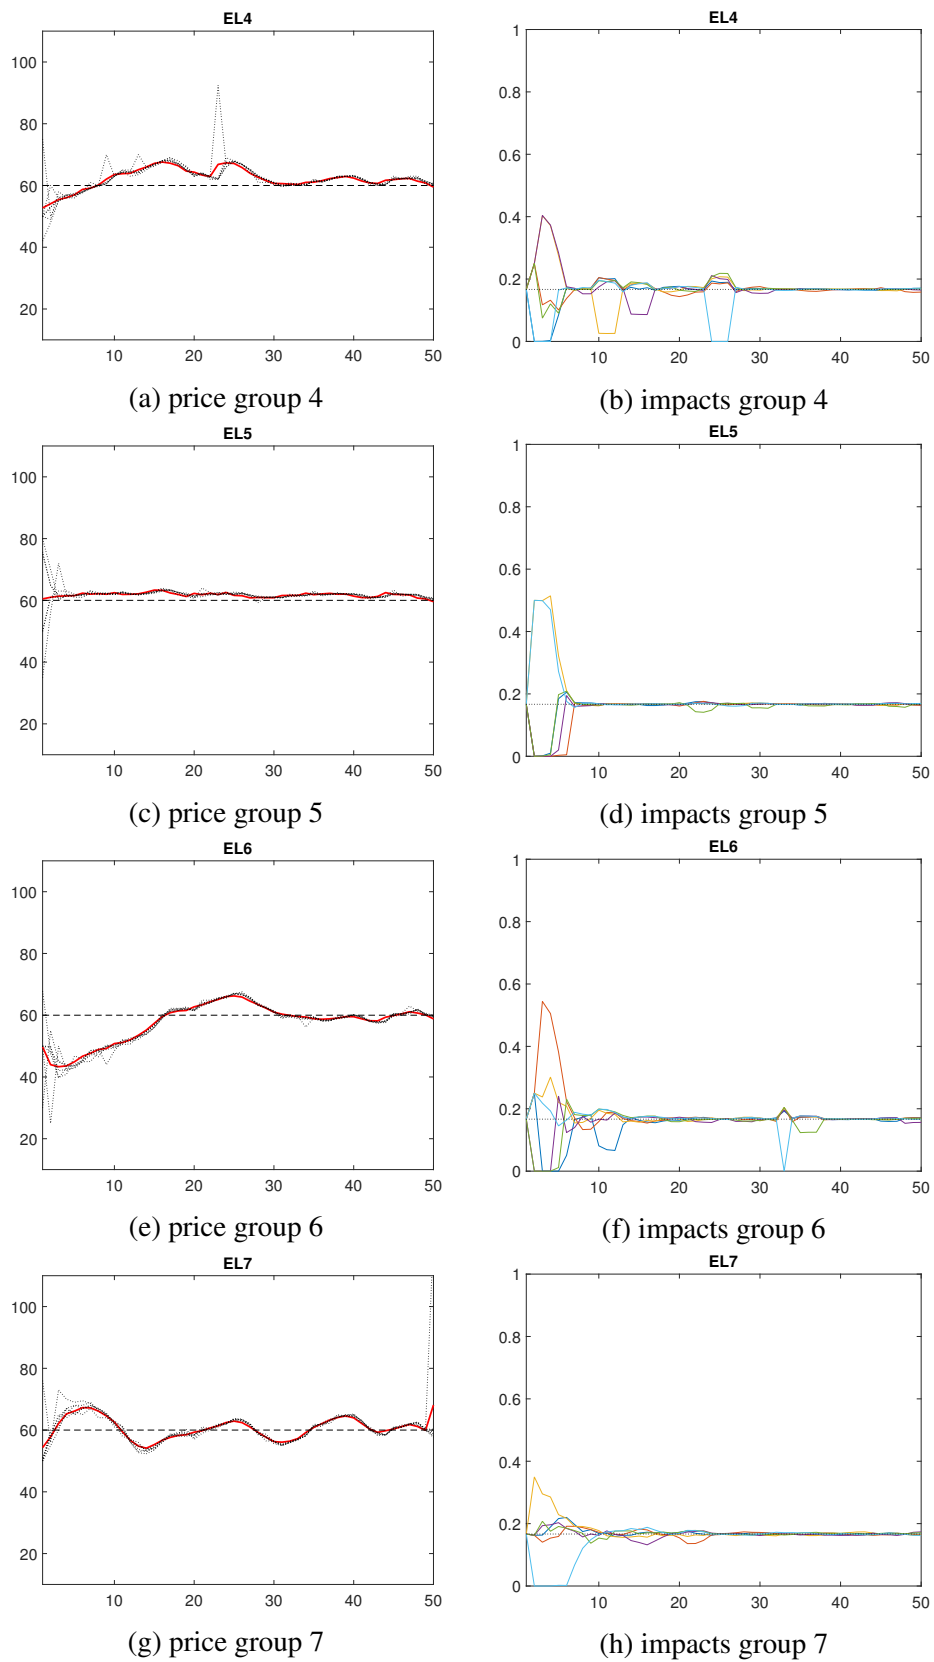 EL4
100
80
60
40
20
10 20 30 40 50
(a) price group 4
EL4
1
0.8
0.6
0.4
0.2
0
10 20 30 40 50
(b) impacts group 4
EL5
100
80
60
40
20
10 20 30 40 50
(c) price group 5
EL5
1
0.8
0.6
0.4
0.2
0
10 20 30 40 50
(d) impacts group 5
EL6
100
80
60
40
20
10 20 30 40 50
(e) price group 6
EL6
1
0.8
0.6
0.4
0.2
0
10 20 30 40 50
(f) impacts group 6
EL7
100
80
60
40
20
10 20 30 40 50
(g) price group 7
EL7
1
0.8
0.6
0.4
0.2
0
10 20 30 40 50
(h) impacts group 7